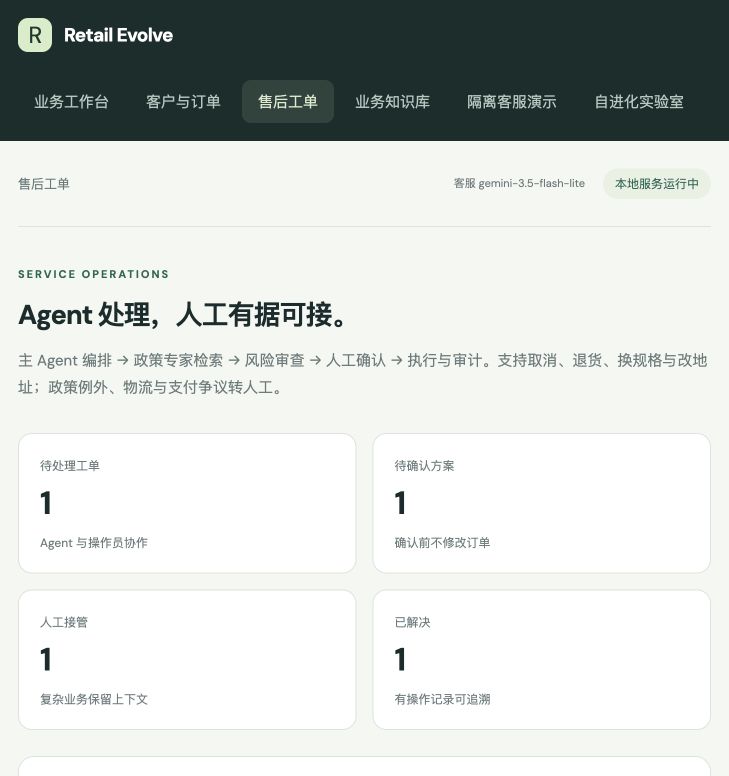 R
Retail Evolve
业务工作台 客户与订单 售后工单 业务知识库 隔离客服演示 自进化实验室
售后工单
客服 gemini-3.5-flash-lite
本地服务运行中
SERVICE OPERATIONS
Agent 处理，人工有据可接。
主 Agent 编排 → 政策专家检索 → 风险审查 → 人工确认 → 执行与审计。支持取消、退货、换规格与改地
址；政策例外、物流与支付争议转人工。
待处理工单
1
Agent 与操作员协作
待确认方案
1
确认前不修改订单
人工接管
1
复杂业务保留上下文
已解决
1
有操作记录可追溯